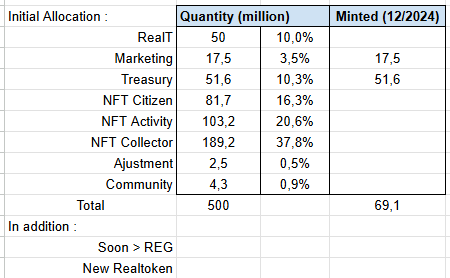 Initial Allocation : Quantity (million) Minted (12/2024)
RealT 50 10,0%
Marketing 17,5 3,5% 17,5
Treasury 51,6 10,3% 51,6
NFT Citizen 81,7 16,3%
NFT Activity 103,2 20,6%
NFT Collector 189,2 37,8%
Ajustment 2,5 0,5%
Community 4,3 0,9%
Total 500 69,1
In addition :
Soon > REG
New Realtoken